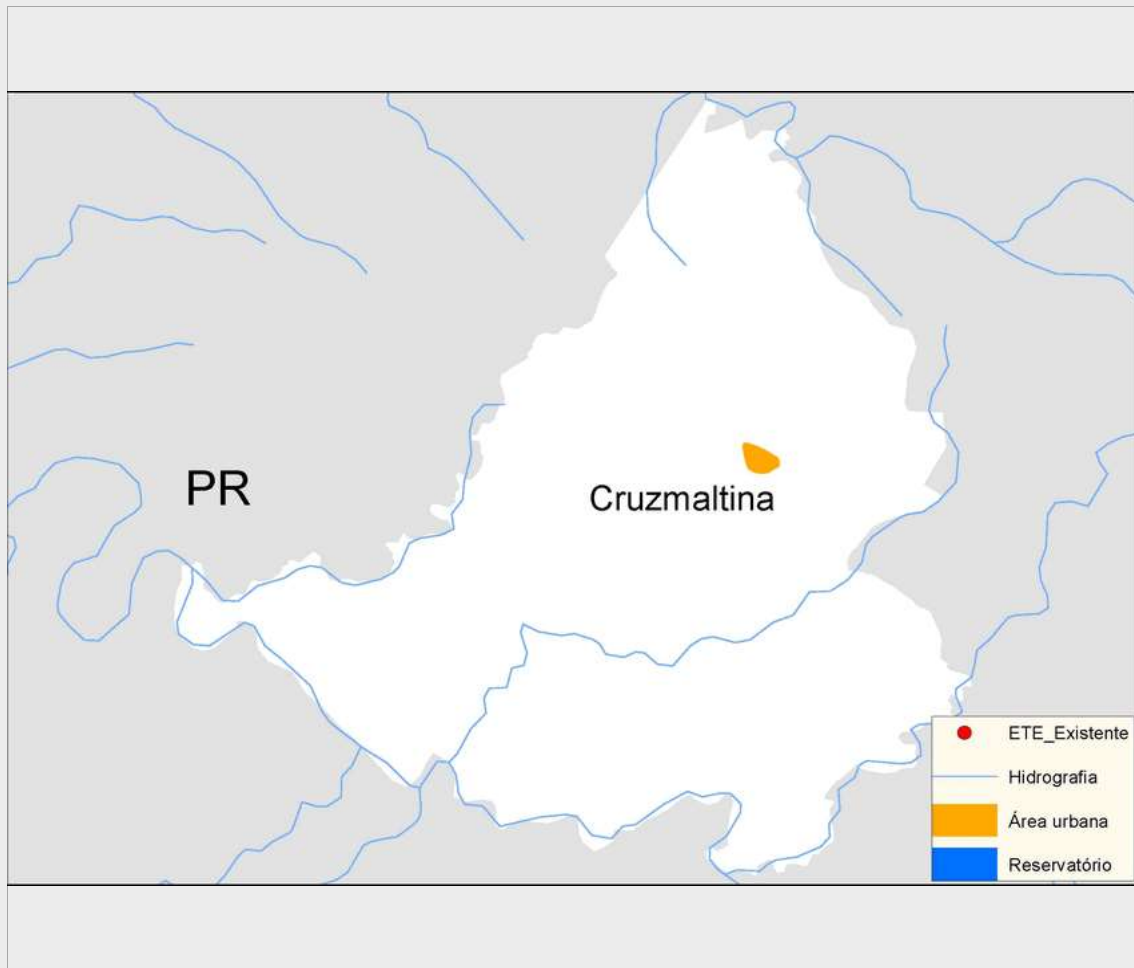 PR
Cruzmaltina
ETE_Existente
Hidrografia
Área urbana
Reservatório